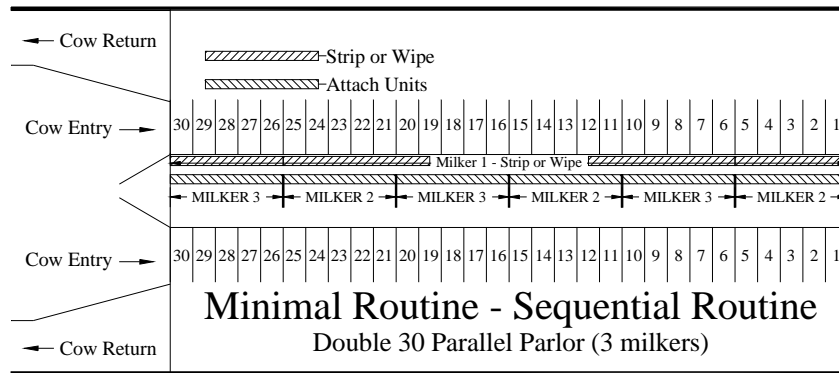 Cow Return
Strip or Wipe
Attach Units
Cow Entry
30 29 28 27 26 25 24 23 22 21 20 19 18 17 16 15 14 13 12 11 10 9 8 7 6 5 4 3 2 1
Milker 1 - Strip or Wipe
MILKER 3 MILKER 2 MILKER 3 MILKER 2 MILKER 3 MILKER 2
Cow Entry
30 29 28 27 26 25 24 23 22 21 20 19 18 17 16 15 14 13 12 11 10 9 8 7 6 5 4 3 2 1
Minimal Routine - Sequential Routine
Double 30 Parallel Parlor (3 milkers)
Cow Return